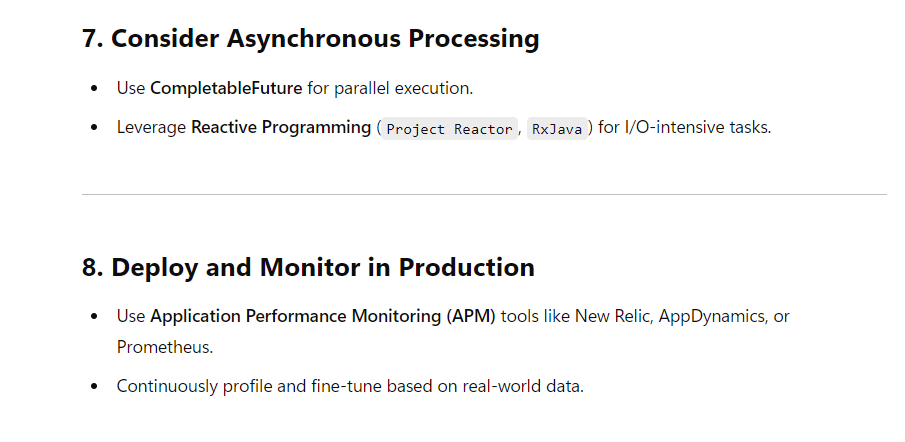 7. Consider Asynchronous Processing
• Use CompletableFuture for parallel execution.
• Leverage Reactive Programming (Project Reactor, RxJava) for I/O-intensive tasks.
8. Deploy and Monitor in Production
• Use Application Performance Monitoring (APM) tools like New Relic, AppDynamics, or
Prometheus.
• Continuously profile and fine-tune based on real-world data.